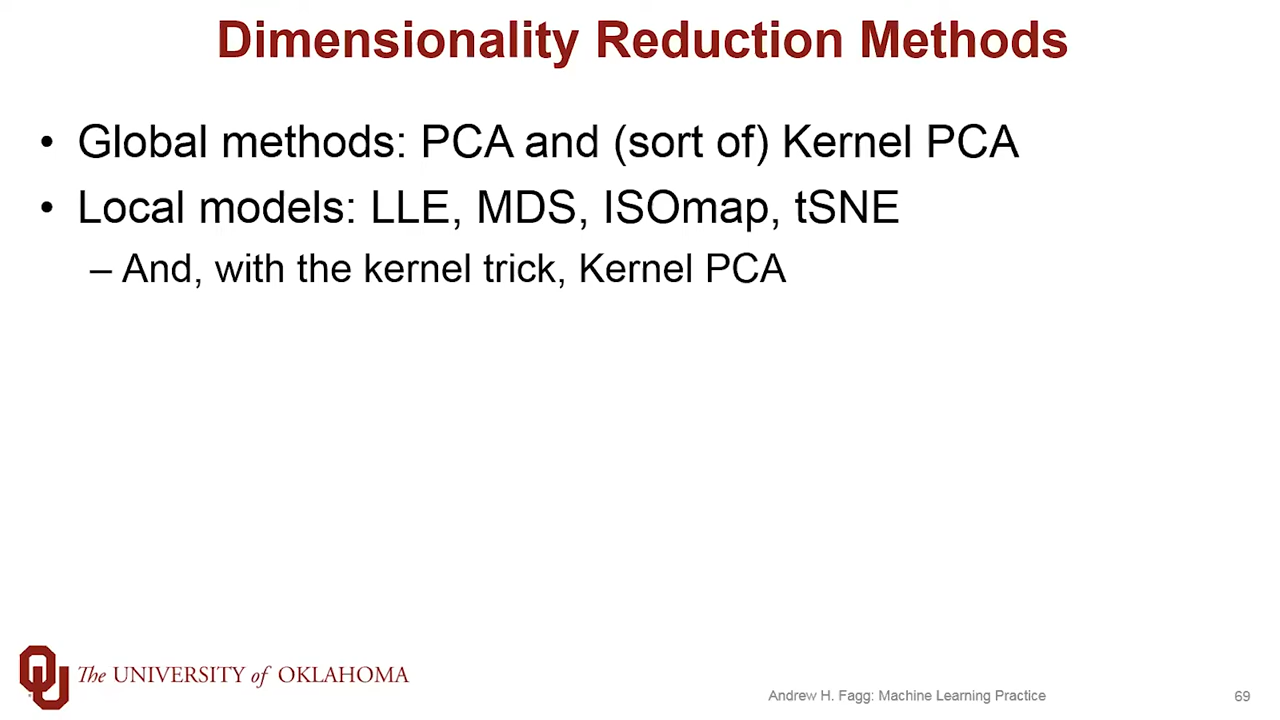 Dimensionality Reduction Methods
• Global methods: PCA and (sort of) Kernel PCA
• Local models: LLE, MDS, ISOmap, tSNE
– And, with the kernel trick, Kernel PCA
OU The UNIVERSITY of OKLAHOMA
Andrew H. Fagg: Machine Learning Practice
69